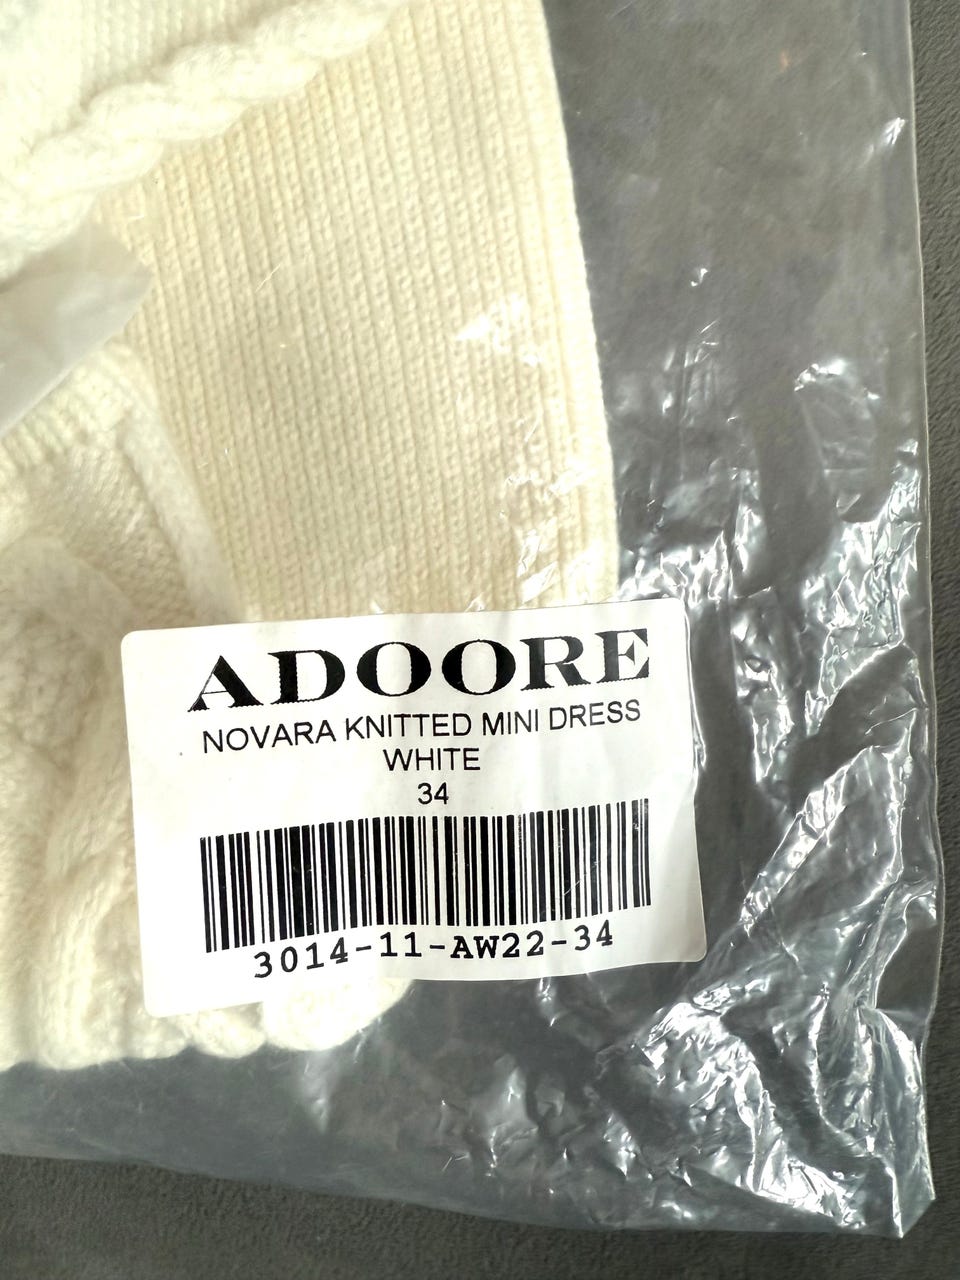 ADOORE
NOVARA KNITTED MINI DRESS
WHITE
34
3014-11-AW22-34